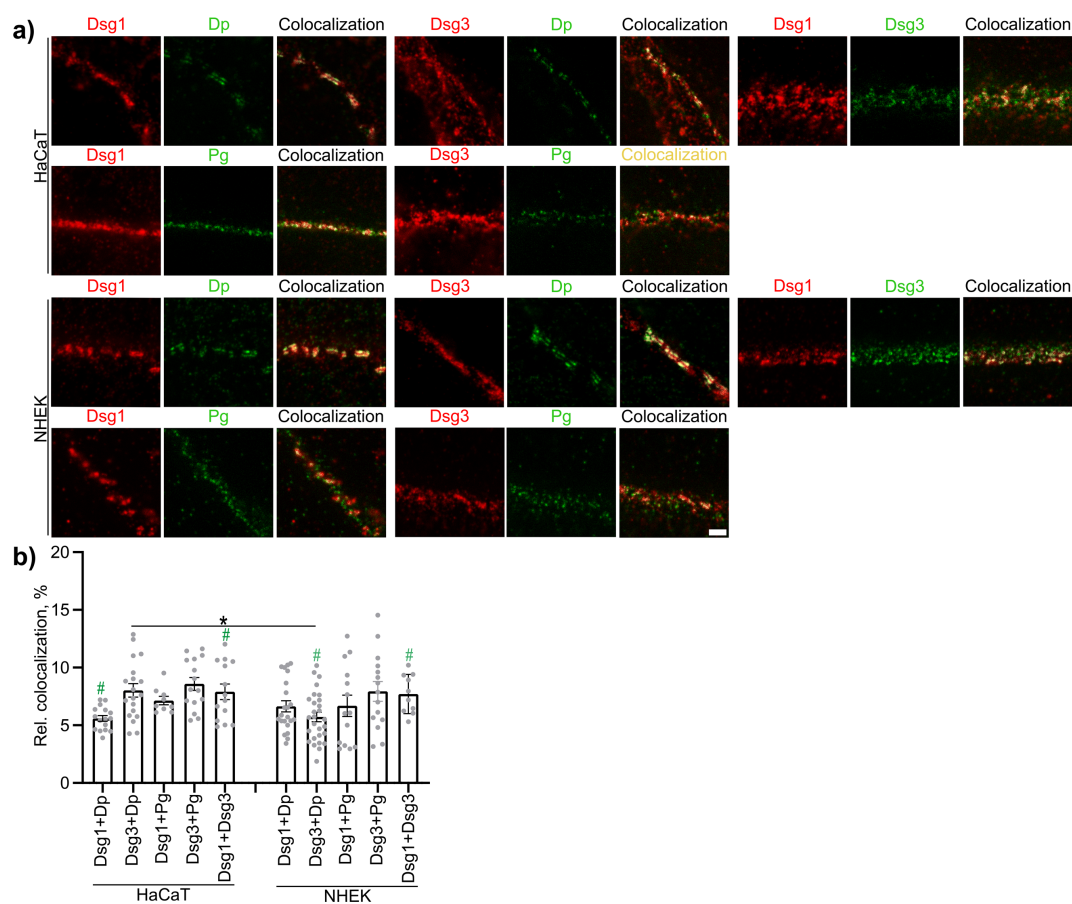 a)
Dsg1 Dp Colocalization Dsg3 Dp Colocalization Dsg1 Dsg3 Colocalization
HaCaT
Dsg1 Pg Colocalization Dsg3 Pg Colocalization
Dsg1 Dp Colocalization Dsg3 Dp Colocalization Dsg1 Dsg3 Colocalization
NHEK
Dsg1 Pg Colocalization Dsg3 Pg Colocalization
b)
Rel. colocalization, %
20
15
10
5
0
*
#
#
#
#
Dsg1+Dp
Dsg3+Dp
Dsg1+Pg
Dsg3+Pg
Dsg1+Dsg3
Dsg1+Dp
Dsg3+Dp
Dsg1+Pg
Dsg3+Pg
Dsg1+Dsg3
HaCaT
NHEK